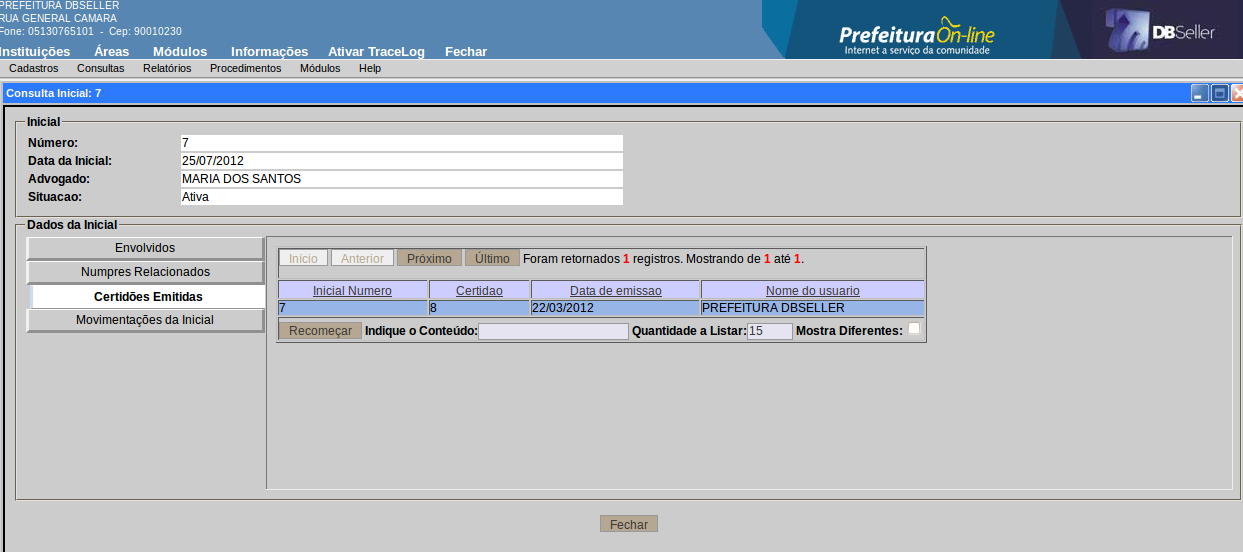 PREFEITURA DBSELLER
RUA GENERAL CAMARA
Fone: 05130765101 - Cep: 90010230
Prefeitura On-line
Internet a serviço da comunidade
DBSeller
Instituições Áreas Módulos Informações Ativar TraceLog Fechar
Cadastros Consultas Relatórios Procedimentos Módulos Help
Consulta Inicial: 7
Inicial
Número: 7
Data da Inicial: 25/07/2012
Advogado: MARIA DOS SANTOS
Situacao: Ativa
Dados da Inicial
Envolvidos
Numpres Relacionados
Certidões Emitidas
Movimentações da Inicial
Início Anterior Próximo Último Foram retornados 1 registros. Mostrando de 1 até 1.
Inicial Numero Certidao Data de emissao Nome do usuario
7 8 22/03/2012 PREFEITURA DBSELLER
Recomeçar Indique o Conteúdo: Quantidade a Listar: 15 Mostra Diferentes:
Fechar